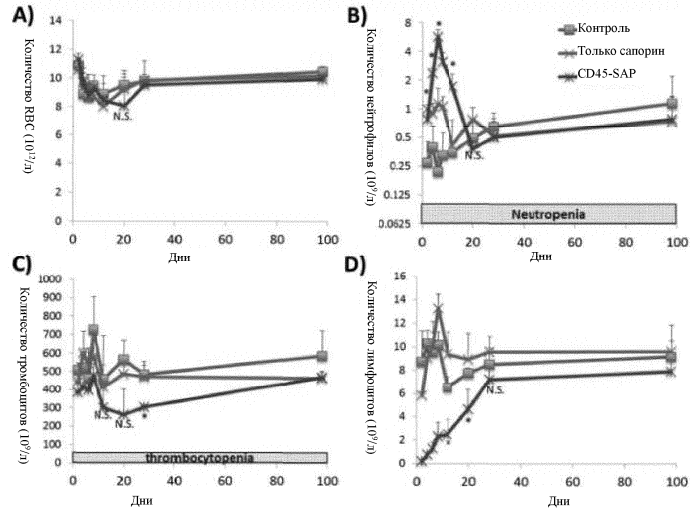 A)
Количество RBC (10¹²/л)
14
12
10
8
6
4
2
0
N.S.
0 20 40 60 80 100
Дни
B)
Количество нейтрофилов (10⁹/л)
8
4
2
1
0.5
0.25
0.125
0.0625
*
*
*
*
N.S.
Контроль
Только сапорин
CD45-SAP
Neutropenia
0 20 40 60 80 100
Дни
C)
Количество тромбоцитов (10⁹/л)
1000
900
800
700
600
500
400
300
200
100
0
N.S.
N.S.
*
thrombocytopenia
0 20 40 60 80 100
Дни
D)
Количество лимфоцитов (10⁹/л)
16
14
12
10
8
6
4
2
0
*
*
N.S.
0 20 40 60 80 100
Дни